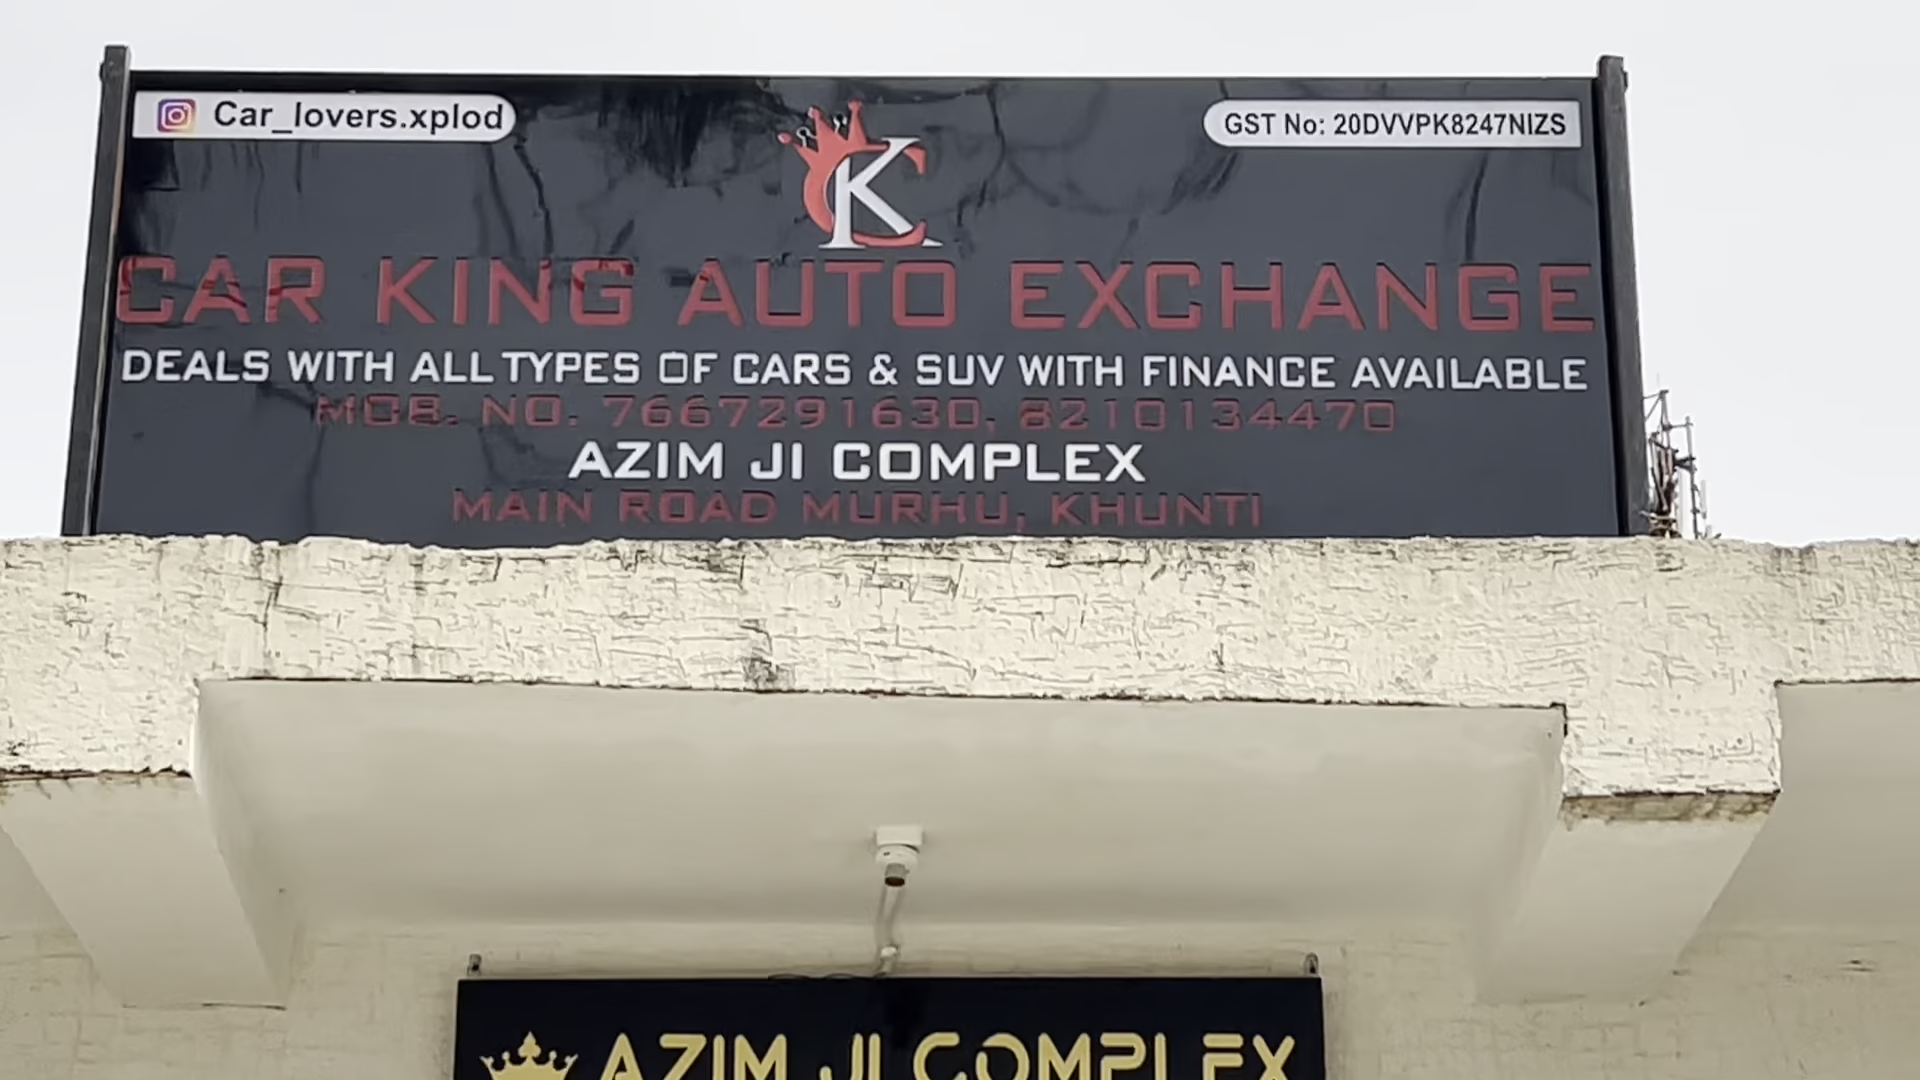 Car_lovers.xplod
GST No: 20DVVPK8247NIZS
CK
CAR KING AUTO EXCHANGE
DEALS WITH ALL TYPES OF CARS & SUV WITH FINANCE AVAILABLE
MOB. NO. 7667291630, 8210134470
AZIM JI COMPLEX
MAIN ROAD MURHU, KHUNTI
AZIM JI COMPLEX